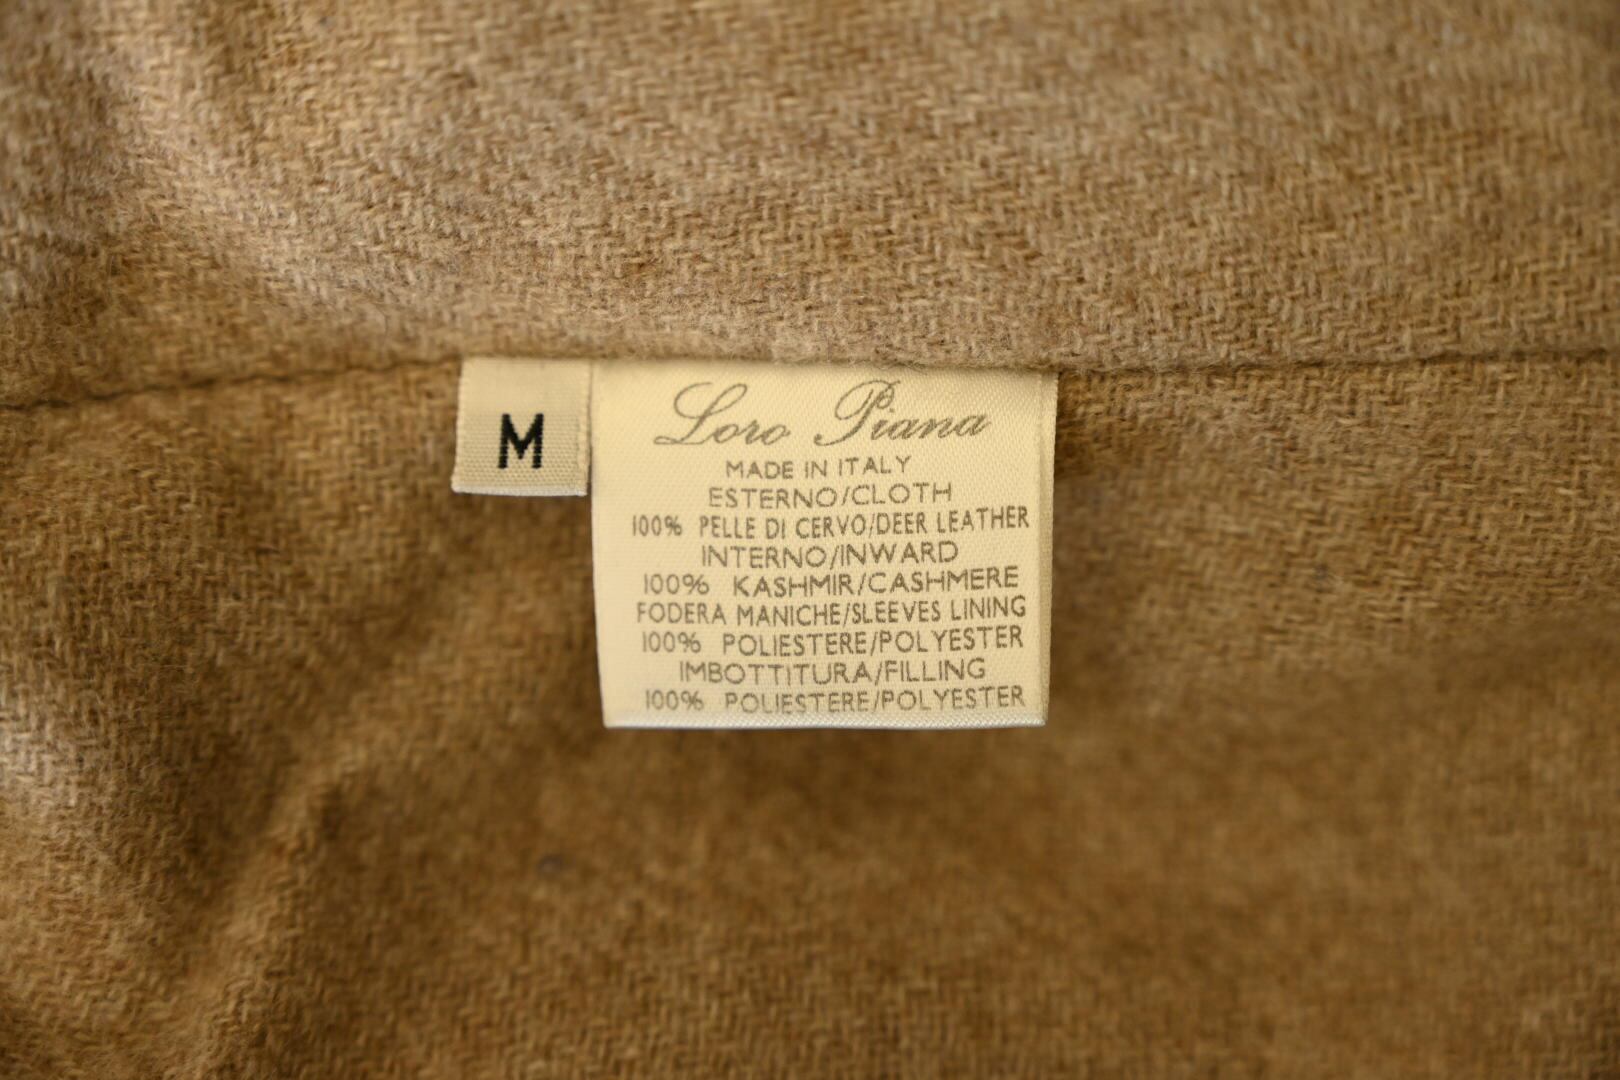 M
Loro Piana
MADE IN ITALY
ESTERNO/CLOTH
100% PELLE DI CERVO/DEER LEATHER
INTERNO/INWARD
100% KASHMIR/CASHMERE
FODERA MANICHE/SLEEVES LINING
100% POLIESTERE/POLYESTER
IMBOTTITURA/FILLING
100% POLIESTERE/POLYESTER